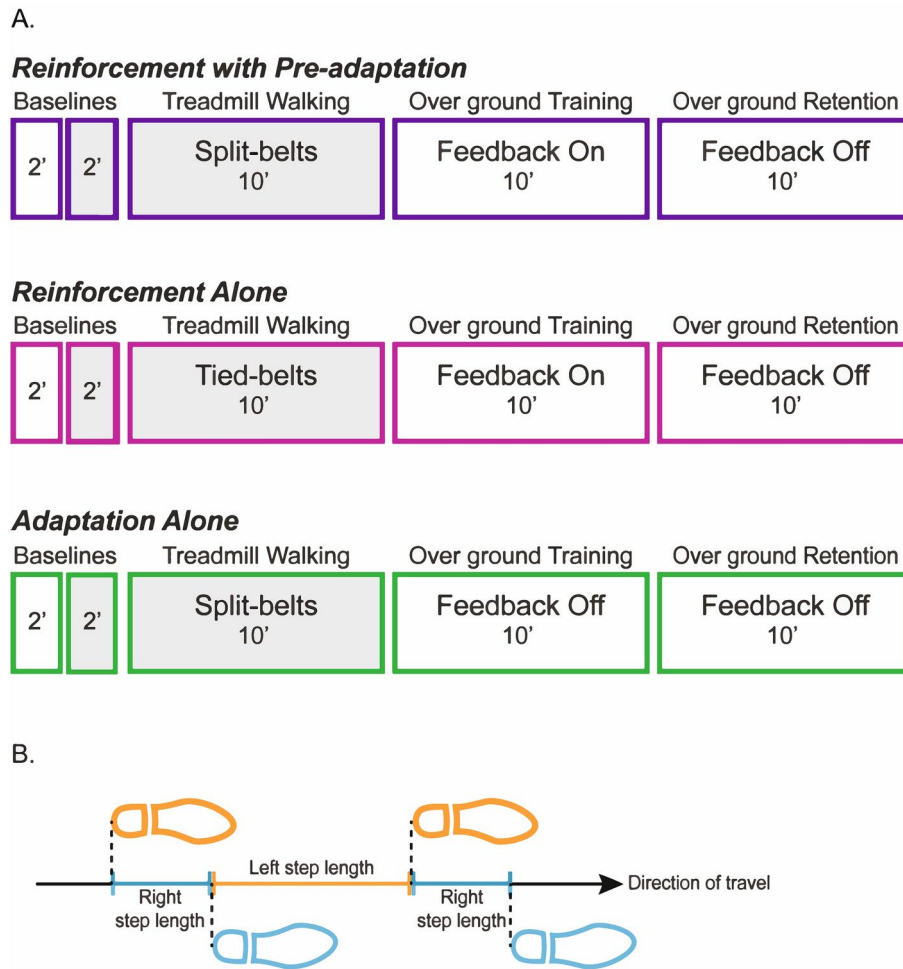 A.
Reinforcement with Pre-adaptation
Baselines Treadmill Walking Over ground Training Over ground Retention
2' 2' Split-belts Feedback On Feedback Off
10' 10' 10'
Reinforcement Alone
Baselines Treadmill Walking Over ground Training Over ground Retention
2' 2' Tied-belts Feedback On Feedback Off
10' 10' 10'
Adaptation Alone
Baselines Treadmill Walking Over ground Training Over ground Retention
2' 2' Split-belts Feedback Off Feedback Off
10' 10' 10'
B.
Left step length
Direction of travel
Right Right
step length step length